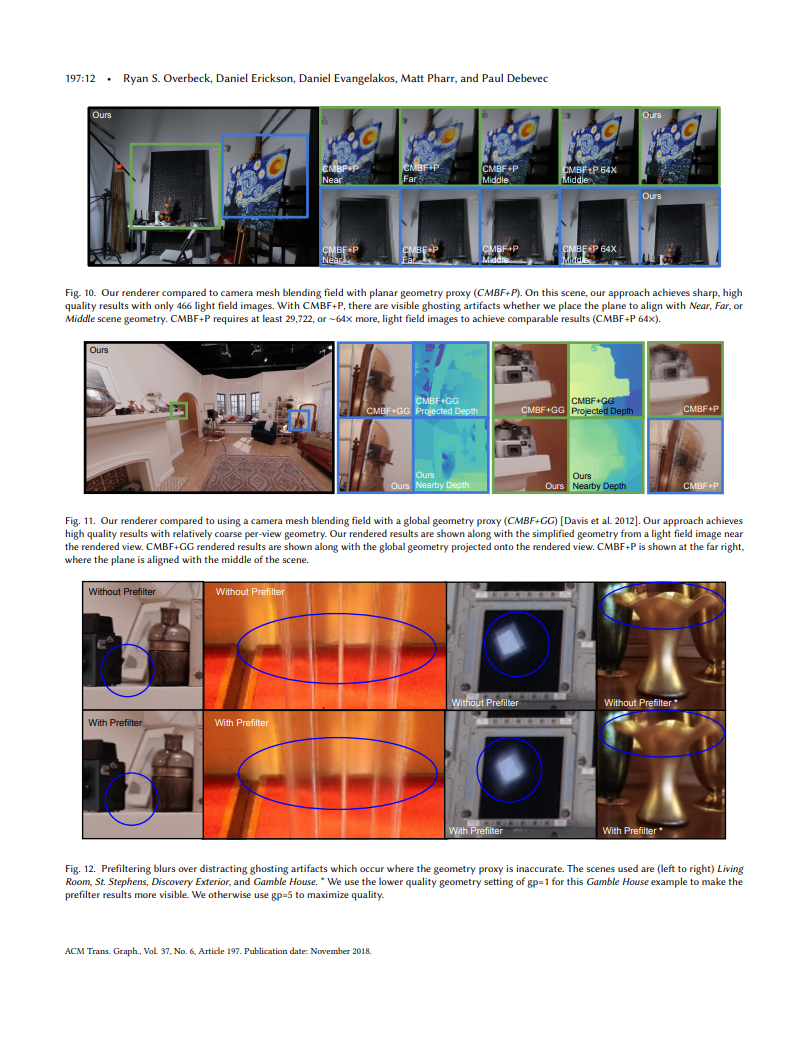 197:12 • Ryan S. Overbeck, Daniel Erickson, Daniel Evangelakos, Matt Pharr, and Paul Debevec
Ours
CMBF+P
Near
CMBF+P
Far
CMBF+P
Middle
CMBF+P 64X
Middle
Ours
CMBF+P
Near
CMBF+P
Far
CMBF+P
Middle
CMBF+P 64X
Middle
Ours
Fig. 10. Our renderer compared to camera mesh blending field with planar geometry proxy (CMBF+P). On this scene, our approach achieves sharp, high
quality results with only 466 light field images. With CMBF+P, there are visible ghosting artifacts whether we place the plane to align with Near, Far, or
Middle scene geometry. CMBF+P requires at least 29,722, or ∼64× more, light field images to achieve comparable results (CMBF+P 64×).
Ours
CMBF+GG
CMBF+GG
Projected Depth
CMBF+GG
CMBF+GG
Projected Depth
CMBF+P
Ours
Ours
Nearby Depth
Ours
Ours
Nearby Depth
CMBF+P
Fig. 11. Our renderer compared to using a camera mesh blending field with a global geometry proxy (CMBF+GG) [Davis et al. 2012]. Our approach achieves
high quality results with relatively coarse per-view geometry. Our rendered results are shown along with the simplified geometry from a light field image near
the rendered view. CMBF+GG rendered results are shown along with the global geometry projected onto the rendered view. CMBF+P is shown at the far right,
where the plane is aligned with the middle of the scene.
Without Prefilter
Without Prefilter
Without Prefilter
Without Prefilter *
With Prefilter
With Prefilter
With Prefilter
With Prefilter *
Fig. 12. Prefiltering blurs over distracting ghosting artifacts which occur where the geometry proxy is inaccurate. The scenes used are (left to right) Living
Room, St. Stephens, Discovery Exterior, and Gamble House. * We use the lower quality geometry setting of gp=1 for this Gamble House example to make the
prefilter results more visible. We otherwise use gp=5 to maximize quality.
ACM Trans. Graph., Vol. 37, No. 6, Article 197. Publication date: November 2018.